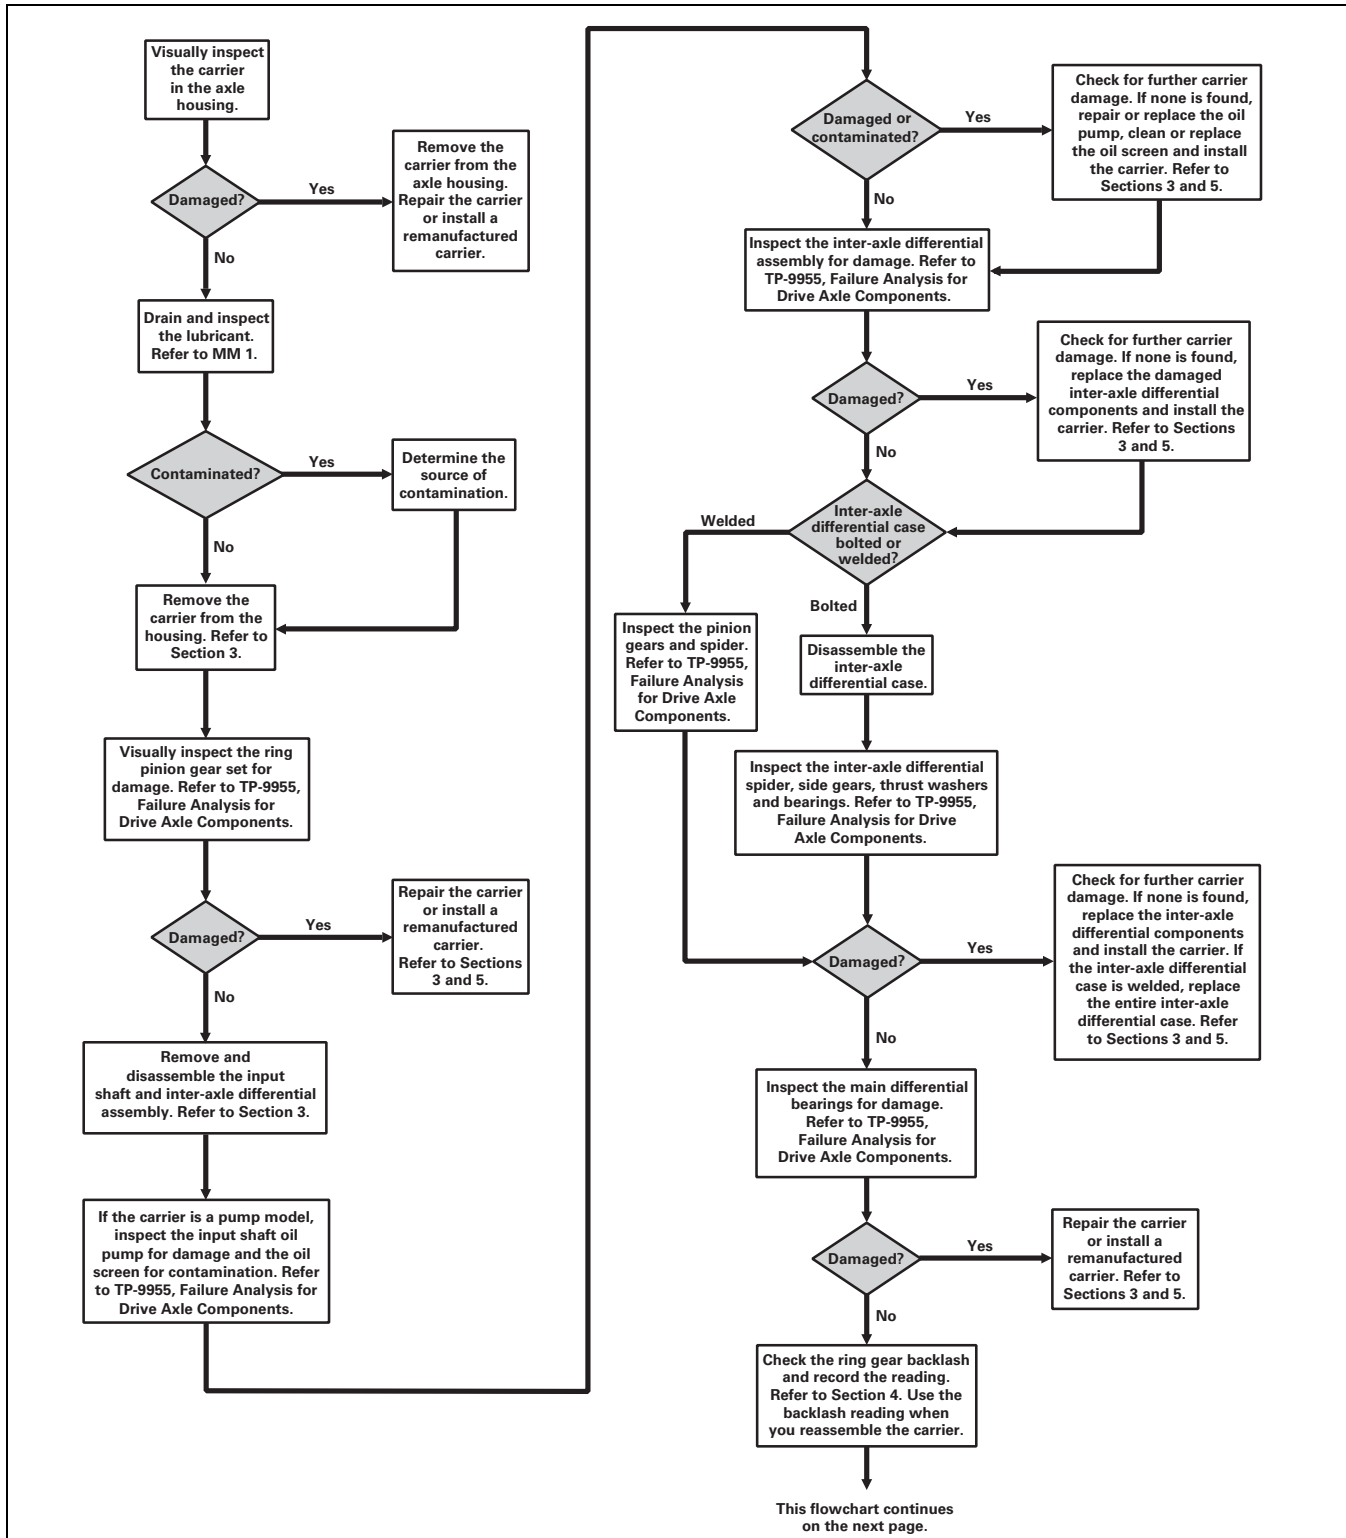 Visually inspect
the carrier
in the axle
housing.
Damaged?
Yes
Remove the
carrier from the
axle housing.
Repair the carrier
or install a
remanufactured
carrier.
No
Drain and inspect
the lubricant.
Refer to MM 1.
Contaminated?
Yes
Determine the
source of
contamination.
No
Remove the
carrier from the
housing. Refer to
Section 3.
Visually inspect the ring
pinion gear set for
damage. Refer to TP-9955,
Failure Analysis for
Drive Axle Components.
Damaged?
Yes
Repair the carrier
or install a
remanufactured
carrier.
Refer to Sections
3 and 5.
No
Remove and
disassemble the input
shaft and inter-axle differential
assembly. Refer to Section 3.
If the carrier is a pump model,
inspect the input shaft oil
pump for damage and the oil
screen for contamination. Refer
to TP-9955, Failure Analysis for
Drive Axle Components.
Damaged or
contaminated?
Yes
Check for further carrier
damage. If none is found,
repair or replace the oil
pump, clean or replace
the oil screen and install
the carrier. Refer to
Sections 3 and 5.
No
Inspect the inter-axle differential
assembly for damage. Refer to
TP-9955, Failure Analysis for
Drive Axle Components.
Damaged?
Yes
Check for further carrier
damage. If none is found,
replace the damaged
inter-axle differential
components and install the
carrier. Refer to Sections
3 and 5.
No
Inter-axle
differential case
bolted or
welded?
Welded
Inspect the pinion
gears and spider.
Refer to TP-9955,
Failure Analysis
for Drive Axle
Components.
Bolted
Disassemble the
inter-axle
differential case.
Inspect the inter-axle differential
spider, side gears, thrust washers
and bearings. Refer to TP-9955,
Failure Analysis for Drive
Axle Components.
Damaged?
Yes
Check for further carrier
damage. If none is found,
replace the inter-axle
differential components
and install the carrier. If
the inter-axle differential
case is welded, replace
the entire inter-axle
differential case. Refer
to Sections 3 and 5.
No
Inspect the main differential
bearings for damage.
Refer to TP-9955,
Failure Analysis for
Drive Axle Components.
Damaged?
Yes
Repair the carrier
or install a
remanufactured
carrier. Refer to
Sections 3 and 5.
No
Check the ring gear backlash
and record the reading.
Refer to Section 4. Use the
backlash reading when
you reassemble the carrier.
This flowchart continues
on the next page.